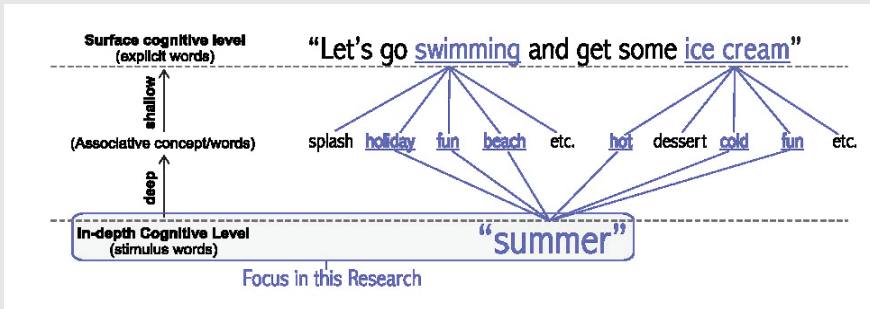 Surface cognitive level
(explicit words)
“Let’s go swimming and get some ice cream”
shallow
(Associative concept/words)
splash holiday fun beach etc. hot dessert cold fun etc.
deep
In-depth Cognitive Level
(stimulus words)
“summer”
Focus in this Research